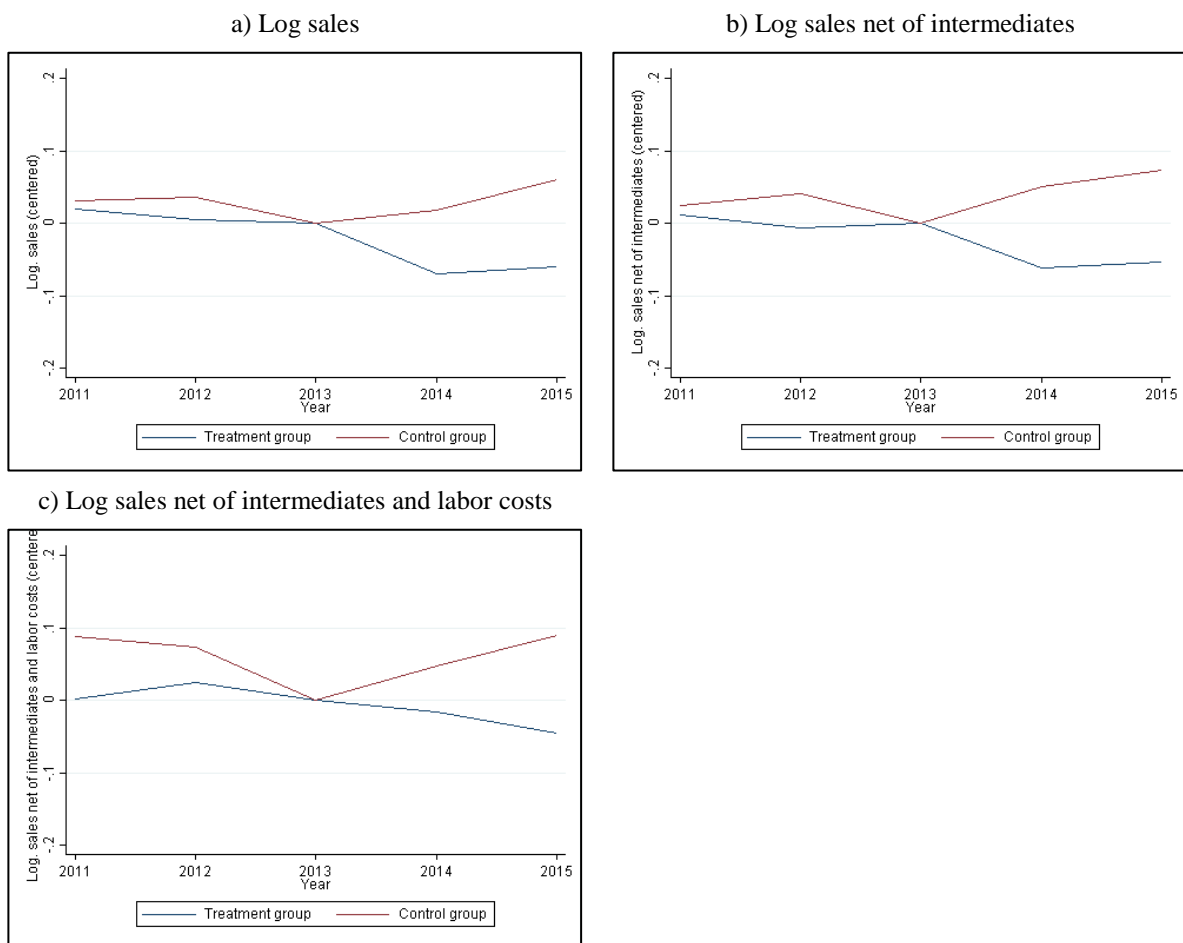 a) Log sales
Log. sales (centered)
.2
.1
0
-.1
-.2
2011 2012 2013 2014 2015
Year
Treatment group Control group
b) Log sales net of intermediates
Log. sales net of intermediates (centered)
.2
.1
0
-.1
-.2
2011 2012 2013 2014 2015
Year
Treatment group Control group
c) Log sales net of intermediates and labor costs
Log. sales net of intermediates and labor costs (centere
.2
.1
0
-.1
-.2
2011 2012 2013 2014 2015
Year
Treatment group Control group